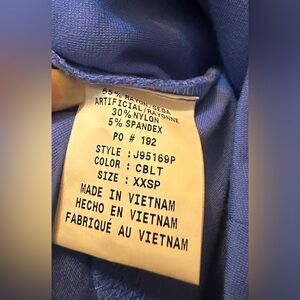 RAYON/SEDA
ARTIFICIAL/RAYONNE
30% NYLON
5% SPANDEX
PO # 192
STYLE : J95169P
COLOR : CBLT
SIZE : XXSP
MADE IN VIETNAM
HECHO EN VIETNAM
FABRIQUÉ AU VIETNAM